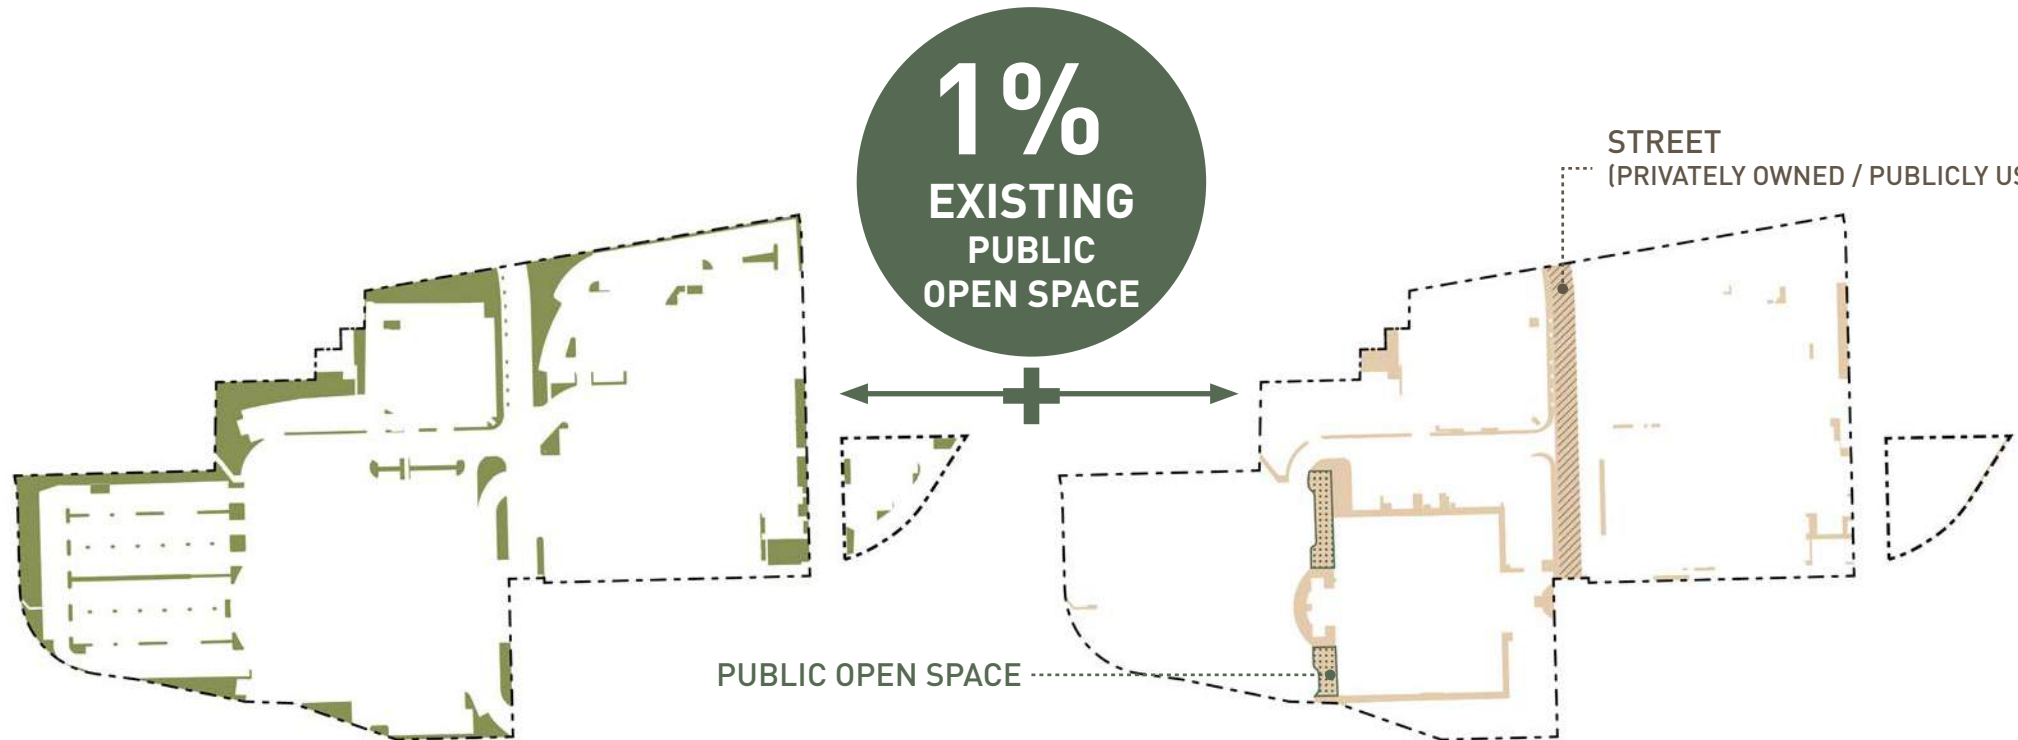 1%
EXISTING
PUBLIC
OPEN SPACE
STREET
(PRIVATELY OWNED / PUBLICLY
PUBLIC OPEN SPACE